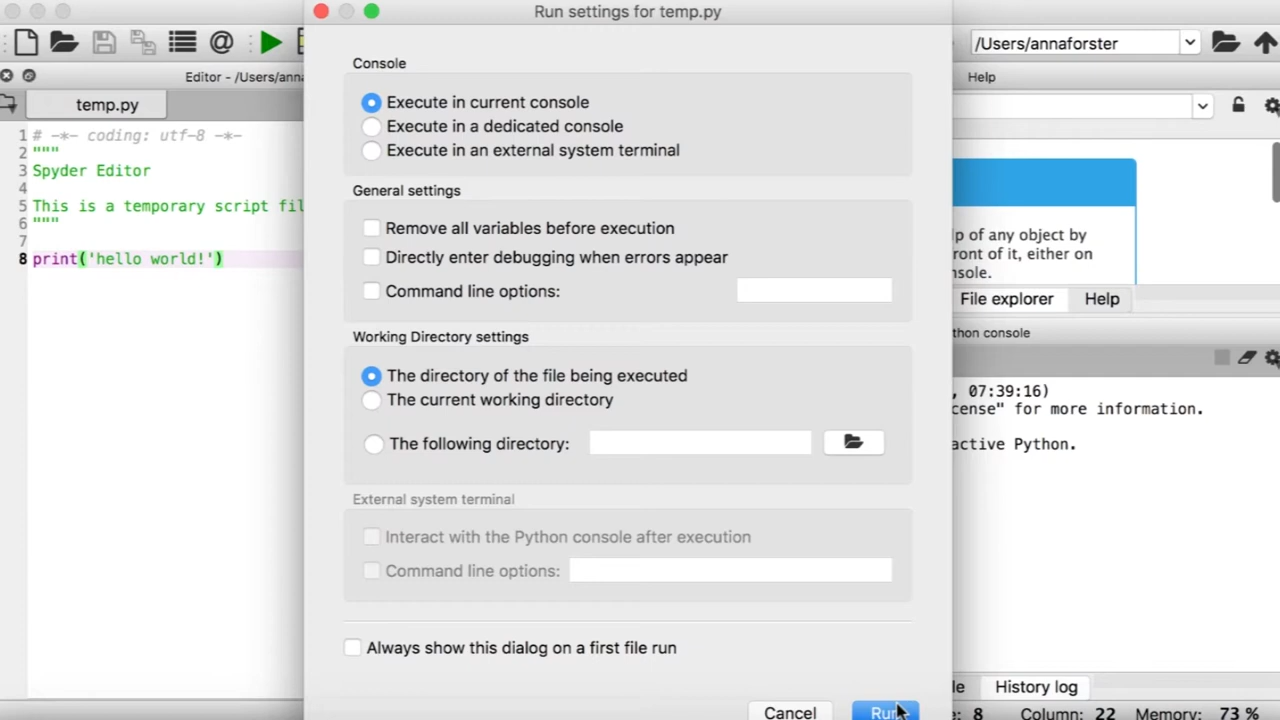 Run settings for temp.py
/Users/annaforster
Editor - /Users/anna
Help
temp.py
Console
Execute in current console
Execute in a dedicated console
Execute in an external system terminal
1 # -*- coding: utf-8 -*-
2 """
3 Spyder Editor
4
5 This is a temporary script fil
6 """
7
8 print('hello world!')
General settings
Remove all variables before execution
Directly enter debugging when errors appear
Command line options:
Working Directory settings
The directory of the file being executed
The current working directory
The following directory:
External system terminal
Interact with the Python console after execution
Command line options:
Always show this dialog on a first file run
Cancel
Run
of any object by
ront of it, either on
nsole.
File explorer
Help
thon console
, 07:39:16)
cense" for more information.
active Python.
History log
8 Column: 22 Memory: 73 %